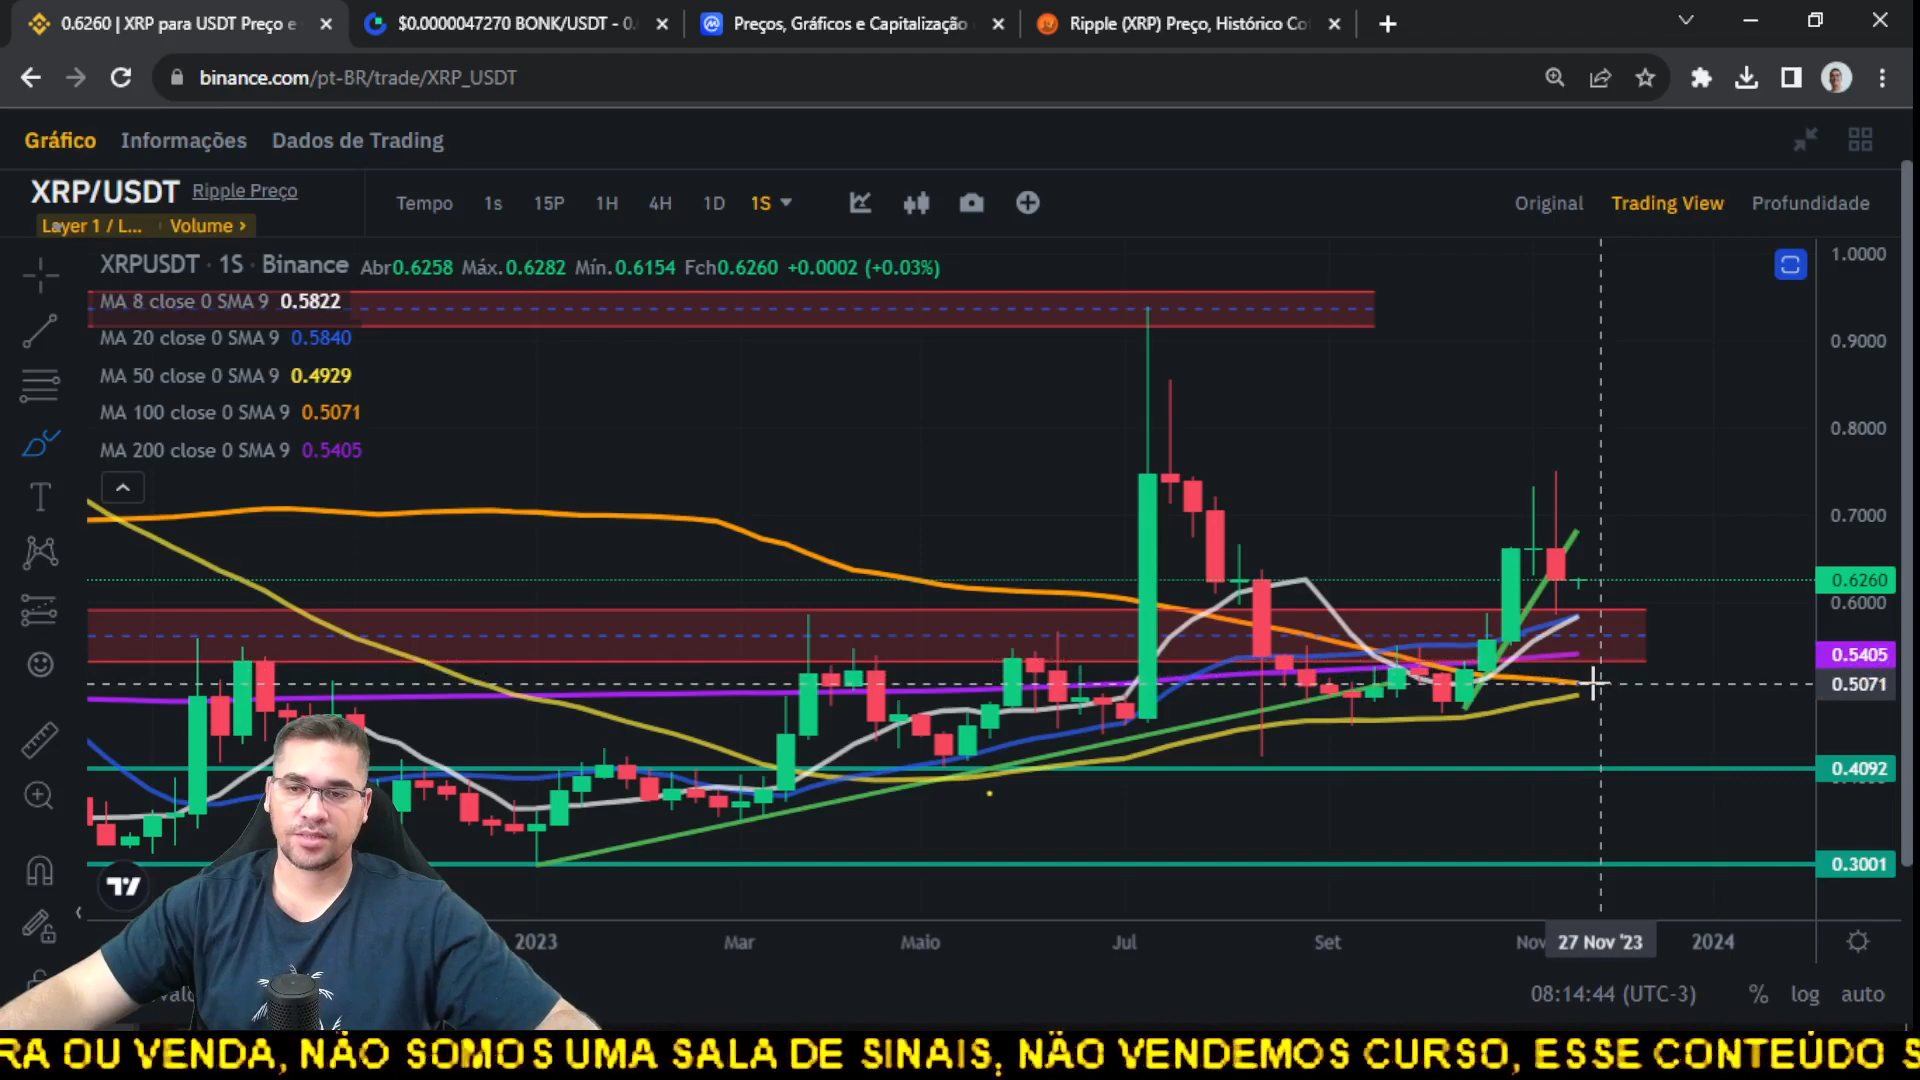 0.6260 | XRP para USDT Preço e
$0.0000047270 BONK/USDT - 0.
Preços, Gráficos e Capitalização
Ripple (XRP) Preço, Histórico Co
binance.com/pt-BR/trade/XRP_USDT
Gráfico Informações Dados de Trading
XRP/USDT Ripple Preço
Layer 1 / L... Volume >
Tempo 1s 15P 1H 4H 1D 1S
Original Trading View Profundidade
XRPUSDT · 1S · Binance Abr0.6258 Máx.0.6282 Mín.0.6154 Fch0.6260 +0.0002 (+0.03%)
MA 8 close 0 SMA 9 0.5822
MA 20 close 0 SMA 9 0.5840
MA 50 close 0 SMA 9 0.4929
MA 100 close 0 SMA 9 0.5071
MA 200 close 0 SMA 9 0.5405
1.0000
0.9000
0.8000
0.7000
0.6260
0.6000
0.5405
0.5071
0.4092
0.3001
2023 Mar Maio Jul Set Nov 27 Nov '23 2024
08:14:44 (UTC-3) % log auto
RA OU VENDA, NÃO SOMOS UMA SALA DE SINAIS, NÃO VENDEMOS CURSO, ESSE CONTEÚDO S